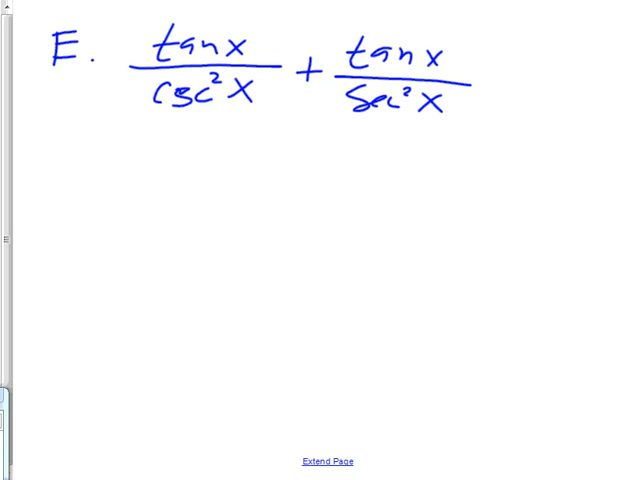 E. tan x / csc² x + tan x / sec² x
Extend Page